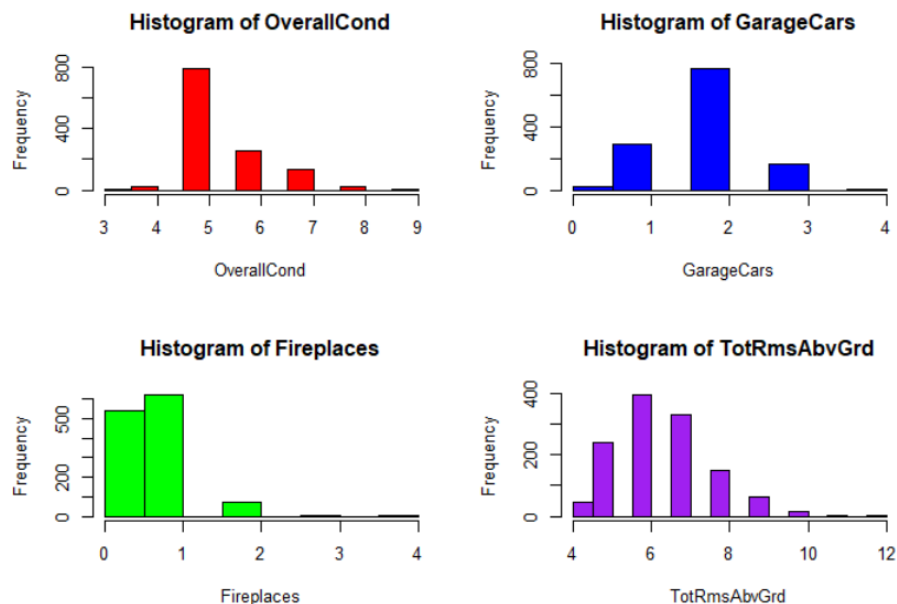 Histogram of OverallCond
Frequency
0 400 800
3 4 5 6 7 8 9
OverallCond
Histogram of GarageCars
Frequency
0 400 800
0 1 2 3 4
GarageCars
Histogram of Fireplaces
Frequency
0 200 500
0 1 2 3 4
Fireplaces
Histogram of TotRmsAbvGrd
Frequency
0 200 400
4 6 8 10 12
TotRmsAbvGrd